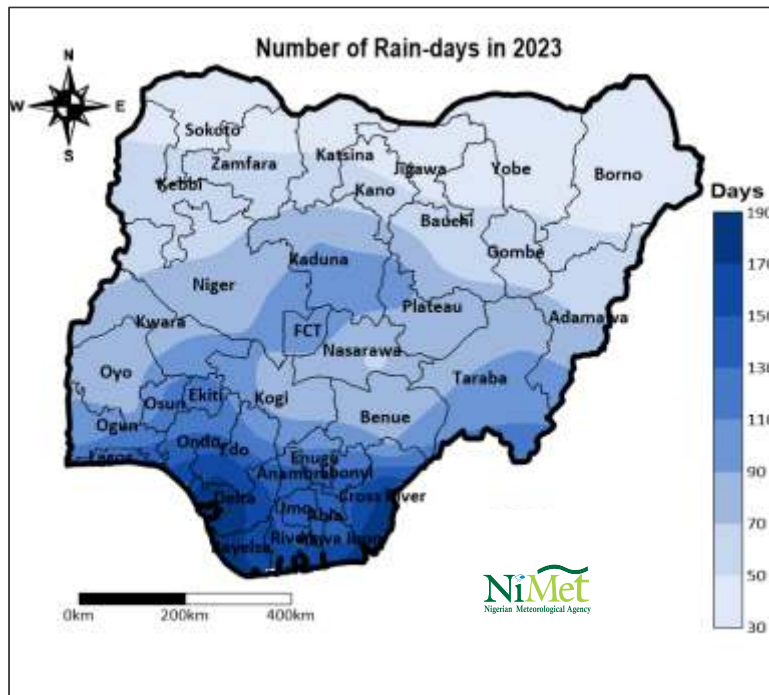 Number of Rain-days in 2023
N
W E
S
Sokoto
Zamfara
Katsina
Jigawa
Yobe
Borno
Kebbi
Kano
Bauchi
Gombe
Kaduna
Niger
Plateau
Adamawa
Kwara
FCT
Nasarawa
Oyo
Taraba
Kogi
Ekiti
Osun
Benue
Ogun
Ondo
Edo
Enugu
Lagos
Anambra
Ebonyi
Delta
Imo
Abia
Cross River
Rivers
Akwa Ibom
Bayelsa
Days
190
170
150
130
110
90
70
50
30
0km 200km 400km
NiMet
Nigerian Meteorological Agency